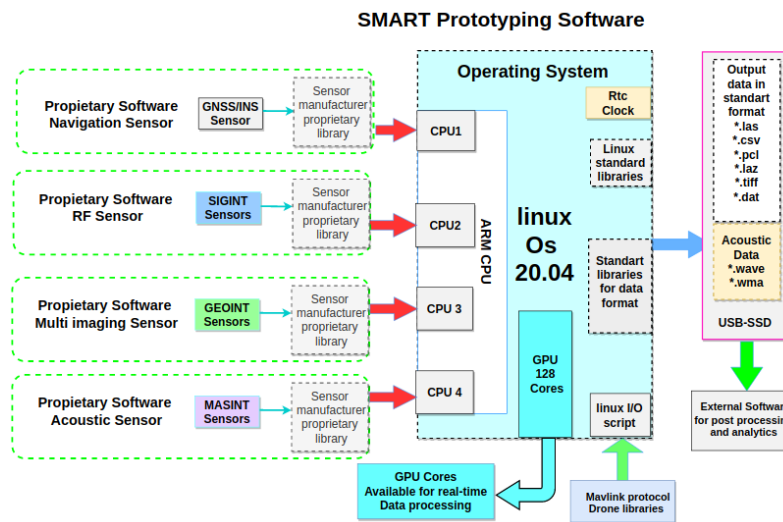 SMART Prototyping Software
Propietary Software
Navigation Sensor
GNSS/INS
Sensor
Sensor
manufacturer
proprietary
library
Propietary Software
RF Sensor
SIGINT
Sensors
Sensor
manufacturer
proprietary
library
Propietary Software
Multi imaging Sensor
GEOINT
Sensors
Sensor
manufacturer
proprietary
library
Propietary Software
Acoustic Sensor
MASINT
Sensors
Sensor
manufacturer
proprietary
library
Operating System
CPU1
CPU2
CPU 3
CPU 4
ARM CPU
linux
Os
20.04
Rtc
Clock
Linux
standard
libraries
Standart
libraries
for data
format
GPU
128
Cores
linux I/O
script
GPU Cores
Available for real-time
Data processing
Mavlink protocol
Drone libraries
Output
data in
standart
format
*.las
*.csv
*.pcl
*.laz
*.tiff
*.dat
Acoustic
Data
*.wave
*.wma
USB-SSD
External Software
for post processing
and analytics